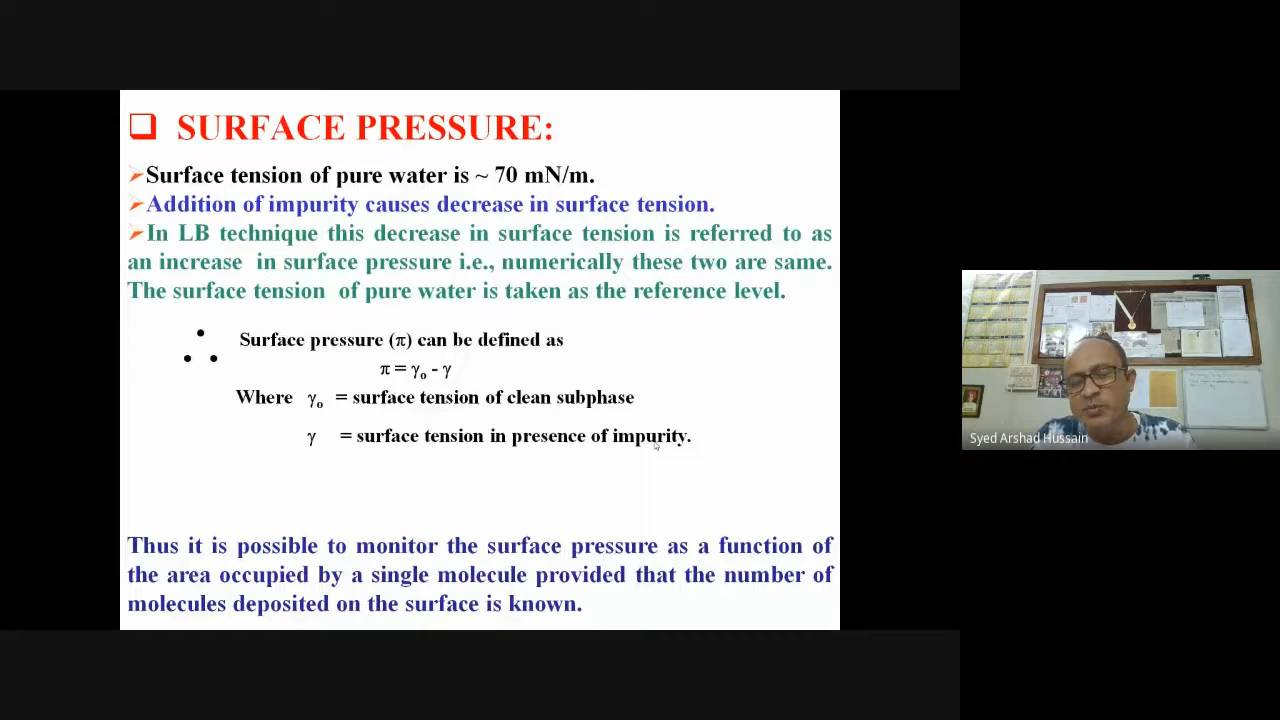 SURFACE PRESSURE:
Surface tension of pure water is ~ 70 mN/m.
Addition of impurity causes decrease in surface tension.
In LB technique this decrease in surface tension is referred to as
an increase in surface pressure i.e., numerically these two are same.
The surface tension of pure water is taken as the reference level.
Surface pressure (π) can be defined as
π = γo - γ
Where γo = surface tension of clean subphase
γ = surface tension in presence of impurity.
Thus it is possible to monitor the surface pressure as a function of
the area occupied by a single molecule provided that the number of
molecules deposited on the surface is known.
Syed Arshad Hussain